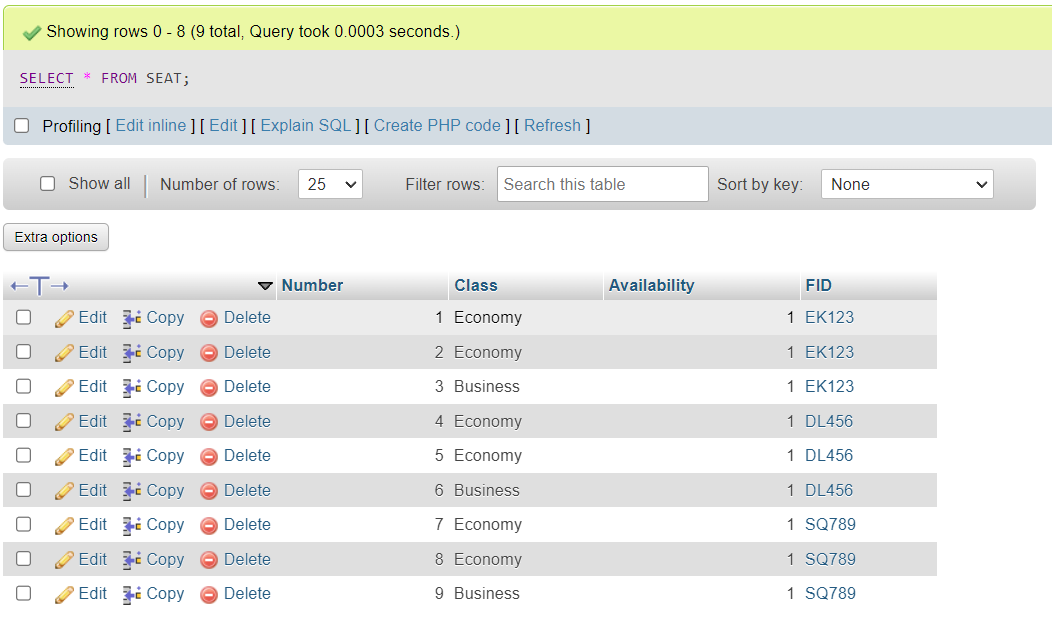 Showing rows 0 - 8 (9 total, Query took 0.0003 seconds.)
SELECT * FROM SEAT;
Profiling [ Edit inline ] [ Edit ] [ Explain SQL ] [ Create PHP code ] [ Refresh ]
Show all Number of rows: 25 Filter rows: Search this table Sort by key: None
Extra options
←T→ Number Class Availability FID
Edit Copy Delete 1 Economy 1 EK123
Edit Copy Delete 2 Economy 1 EK123
Edit Copy Delete 3 Business 1 EK123
Edit Copy Delete 4 Economy 1 DL456
Edit Copy Delete 5 Economy 1 DL456
Edit Copy Delete 6 Business 1 DL456
Edit Copy Delete 7 Economy 1 SQ789
Edit Copy Delete 8 Economy 1 SQ789
Edit Copy Delete 9 Business 1 SQ789